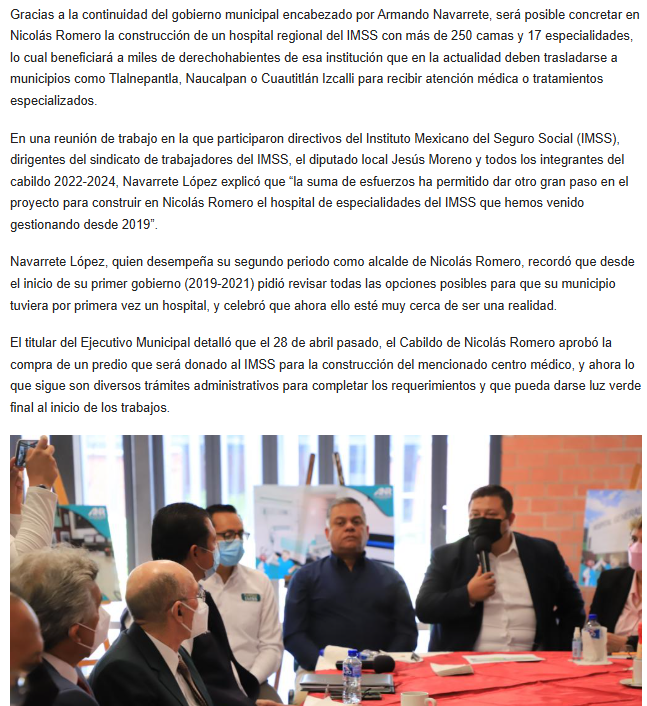 Gracias a la continuidad del gobierno municipal encabezado por Armando Navarrete, será posible concretar en
Nicolás Romero la construcción de un hospital regional del IMSS con más de 250 camas y 17 especialidades,
lo cual beneficiará a miles de derechohabientes de esa institución que en la actualidad deben trasladarse a
municipios como Tlalnepantla, Naucalpan o Cuautitlán Izcalli para recibir atención médica o tratamientos
especializados.
En una reunión de trabajo en la que participaron directivos del Instituto Mexicano del Seguro Social (IMSS),
dirigentes del sindicato de trabajadores del IMSS, el diputado local Jesús Moreno y todos los integrantes del
cabildo 2022-2024, Navarrete López explicó que “la suma de esfuerzos ha permitido dar otro gran paso en el
proyecto para construir en Nicolás Romero el hospital de especialidades del IMSS que hemos venido
gestionando desde 2019”.
Navarrete López, quien desempeña su segundo periodo como alcalde de Nicolás Romero, recordó que desde
el inicio de su primer gobierno (2019-2021) pidió revisar todas las opciones posibles para que su municipio
tuviera por primera vez un hospital, y celebró que ahora ello esté muy cerca de ser una realidad.
El titular del Ejecutivo Municipal detalló que el 28 de abril pasado, el Cabildo de Nicolás Romero aprobó la
compra de un predio que será donado al IMSS para la construcción del mencionado centro médico, y ahora lo
que sigue son diversos trámites administrativos para completar los requerimientos y que pueda darse luz verde
final al inicio de los trabajos.